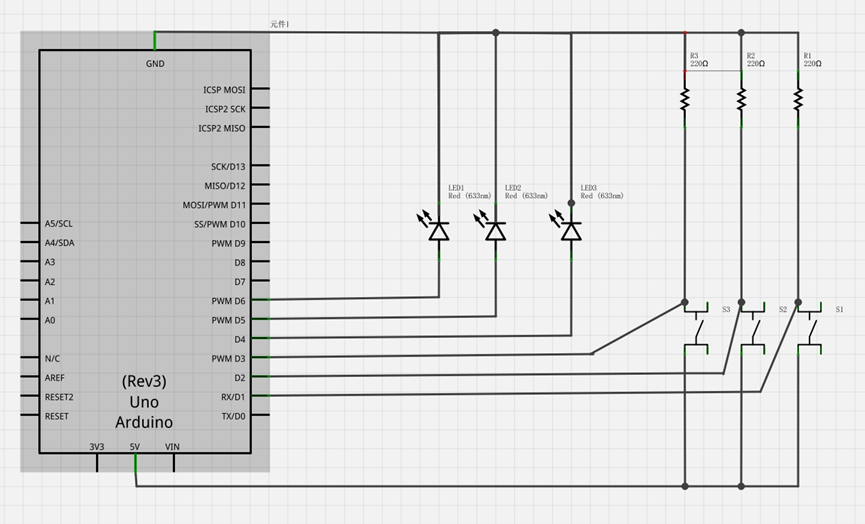 元件1
GND
ICSP MOSI
ICSP2 SCK
ICSP2 MISO
SCK/D13
MISO/D12
MOSI/PWM D11
SS/PWM D10
PWM D9
D8
D7
PWM D6
PWM D5
D4
PWM D3
D2
RX/D1
TX/D0
A5/SCL
A4/SDA
A3
A2
A1
A0
N/C
AREF
RESET2
RESET
(Rev3)
Uno
Arduino
3V3
5V
VIN
LED1
Red (633nm)
LED2
Red (633nm)
LED3
Red (633nm)
R3
220Ω
R2
220Ω
R1
220Ω
S3
S2
S1